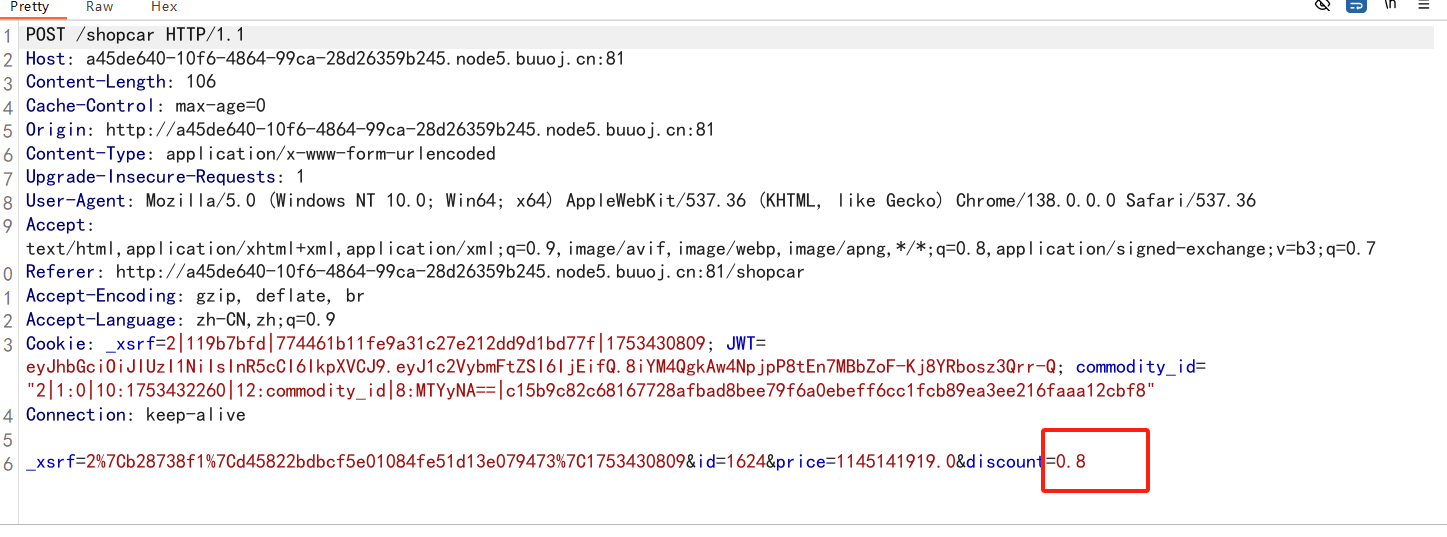 Pretty Raw Hex \n
1 POST /shopcar HTTP/1.1
2 Host: a45de640-10f6-4864-99ca-28d26359b245.node5.buuoj.cn:81
3 Content-Length: 106
4 Cache-Control: max-age=0
5 Origin: http://a45de640-10f6-4864-99ca-28d26359b245.node5.buuoj.cn:81
6 Content-Type: application/x-www-form-urlencoded
7 Upgrade-Insecure-Requests: 1
8 User-Agent: Mozilla/5.0 (Windows NT 10.0; Win64; x64) AppleWebKit/537.36 (KHTML, like Gecko) Chrome/138.0.0.0 Safari/537.36
9 Accept:
text/html,application/xhtml+xml,application/xml;q=0.9,image/avif,image/webp,image/apng,*/*;q=0.8,application/signed-exchange;v=b3;q=0.7
0 Referer: http://a45de640-10f6-4864-99ca-28d26359b245.node5.buuoj.cn:81/shopcar
1 Accept-Encoding: gzip, deflate, br
2 Accept-Language: zh-CN,zh;q=0.9
3 Cookie: _xsrf=2|119b7bfd|774461b11fe9a31c27e212dd9d1bd77f|1753430809; JWT=
eyJhbGciOiJIUzI1NiIsInR5cCI6IkpXVCJ9.eyJ1c2VybmFtZSI6IjEifQ.8iYM4QgkAw4NpjpP8tEn7MBbZoF-Kj8YRbosz3Qrr-Q; commodity_id=
"2|1:0|10:1753432260|12:commodity_id|8:MTYyNA==|c15b9c82c68167728afbad8bee79f6a0ebeff6cc1fcb89ea3ee216faaa12cbf8"
4 Connection: keep-alive
5
6 _xsrf=2%7Cb28738f1%7Cd45822bdbcf5e01084fe51d13e079473%7C1753430809&id=1624&price=1145141919.0&discount=0.8